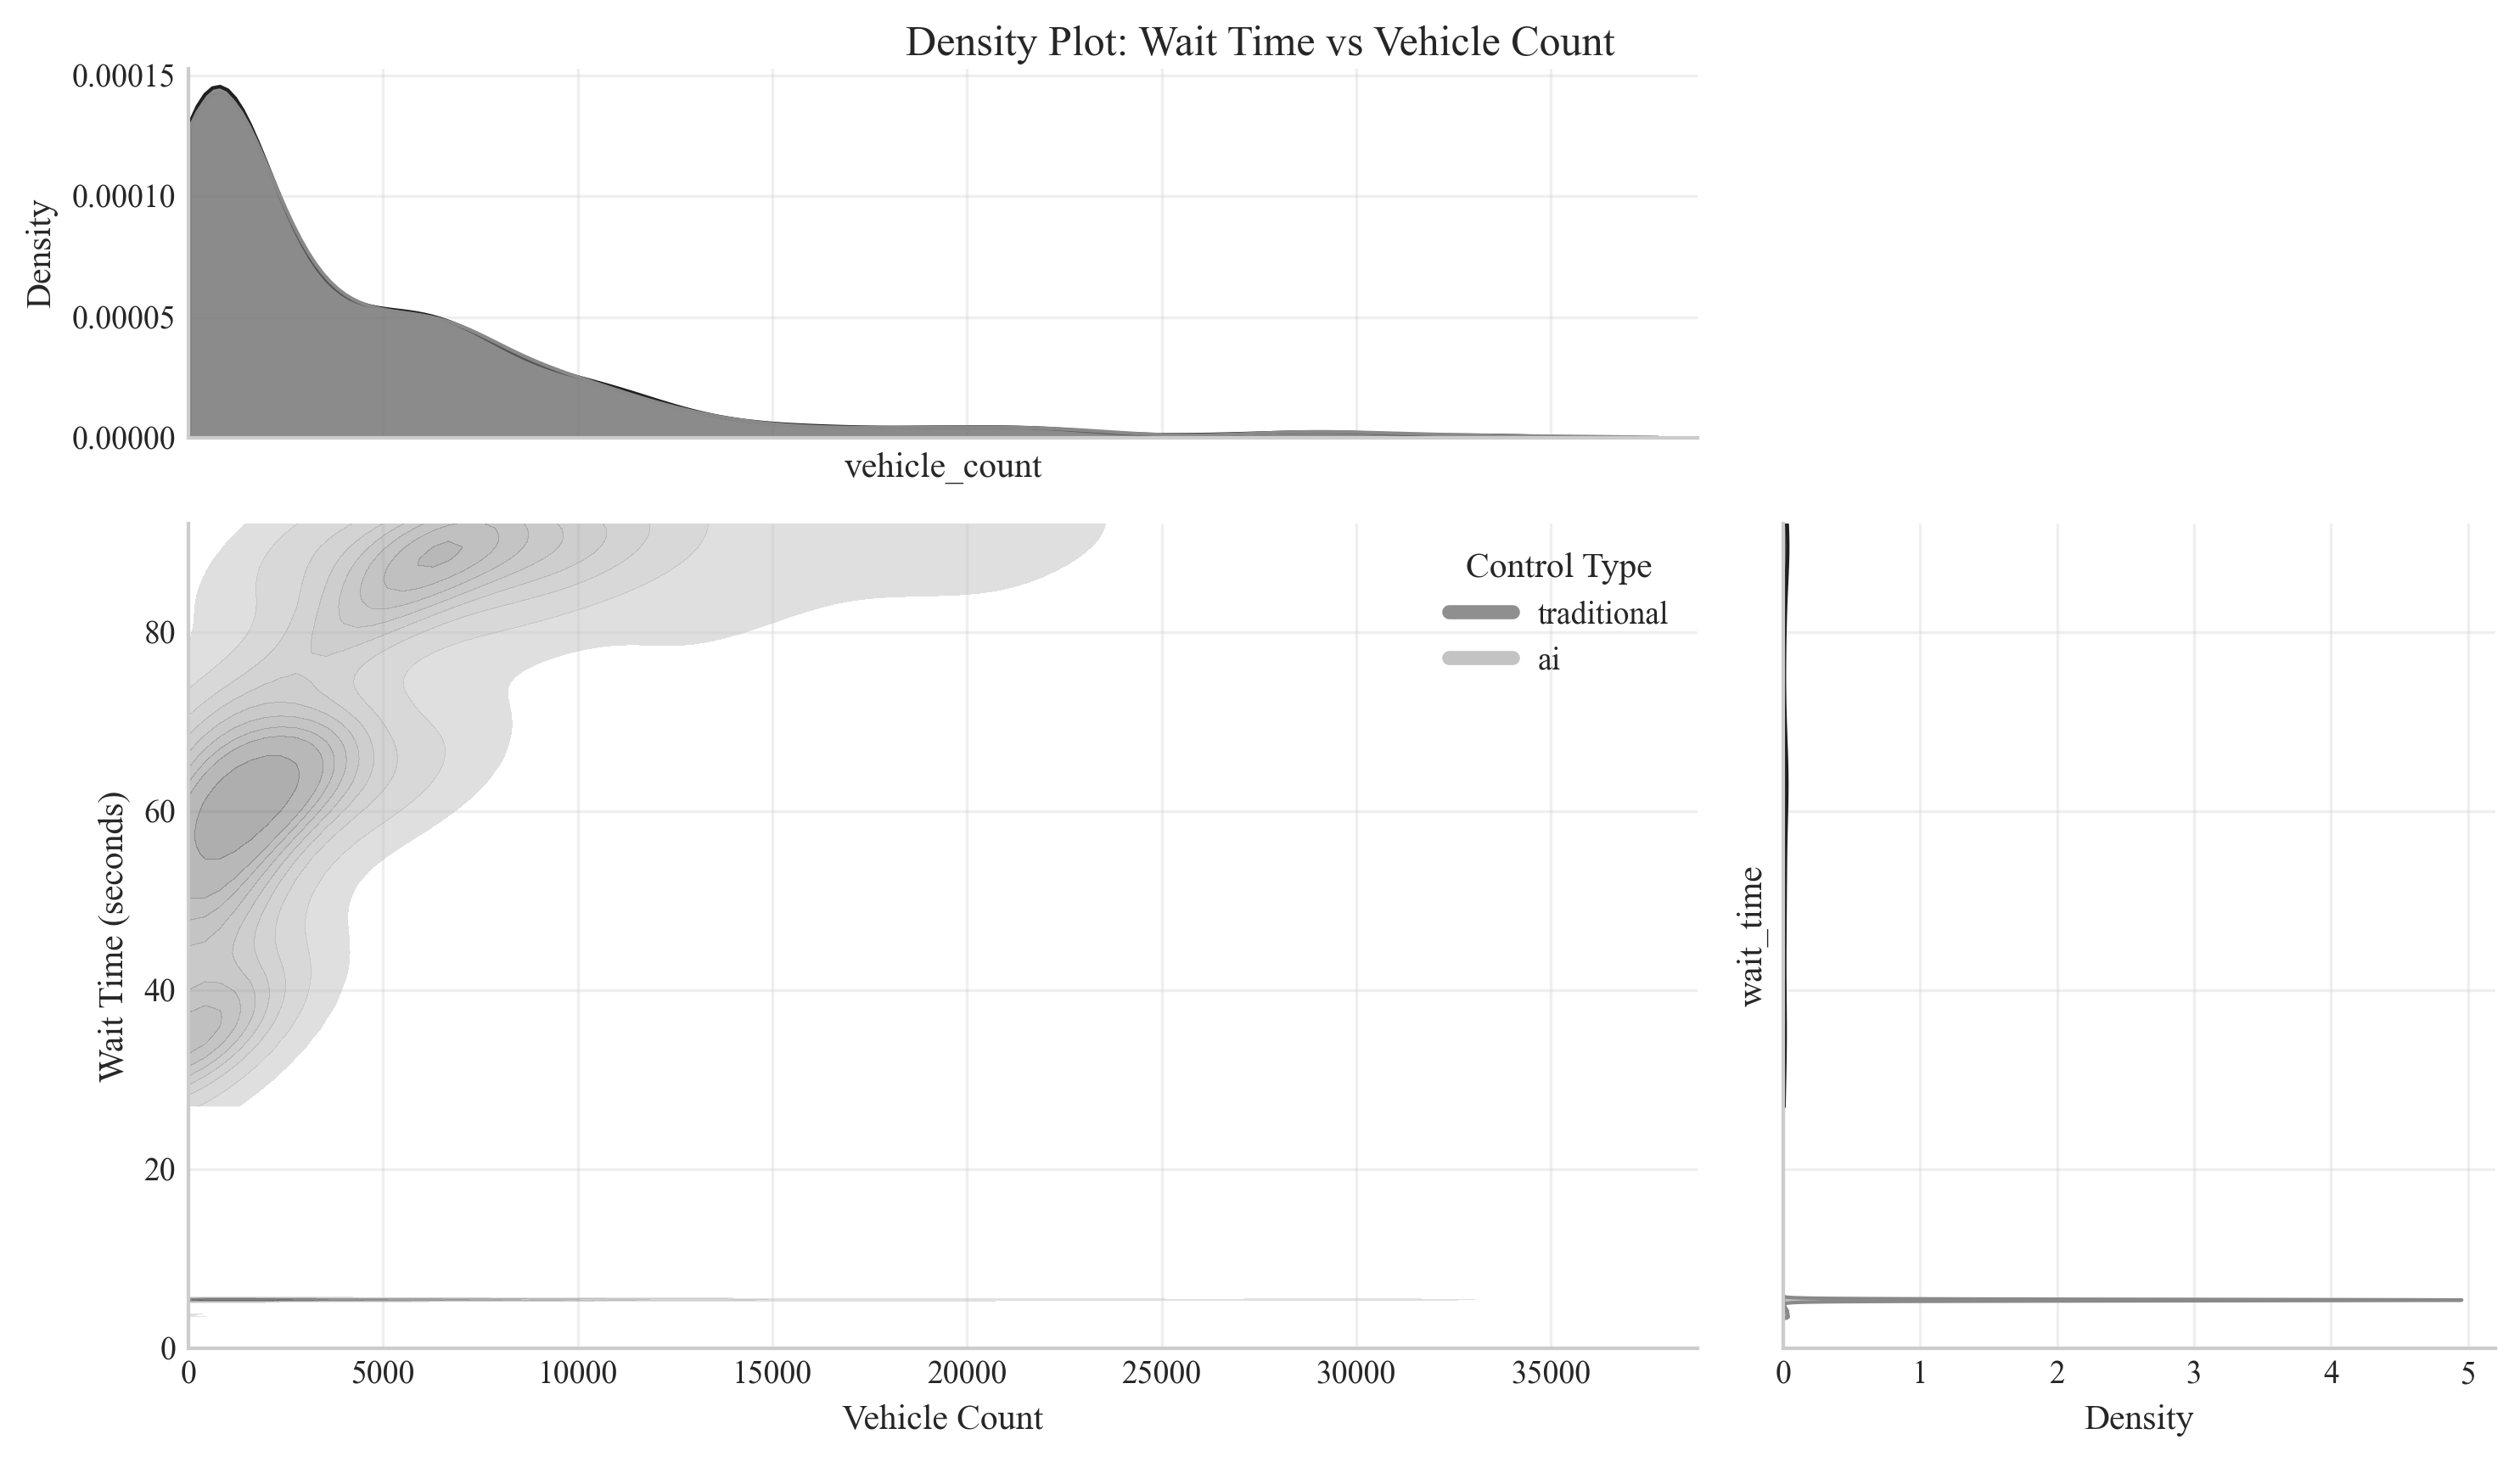 Density Plot: Wait Time vs Vehicle Count
0.00015
0.00010
0.00005
0.00000
Density
vehicle_count
Control Type
traditional
ai
80
60
40
20
0
Wait Time (seconds)
0 5000 10000 15000 20000 25000 30000 35000
Vehicle Count
wait_time
0 1 2 3 4 5
Density